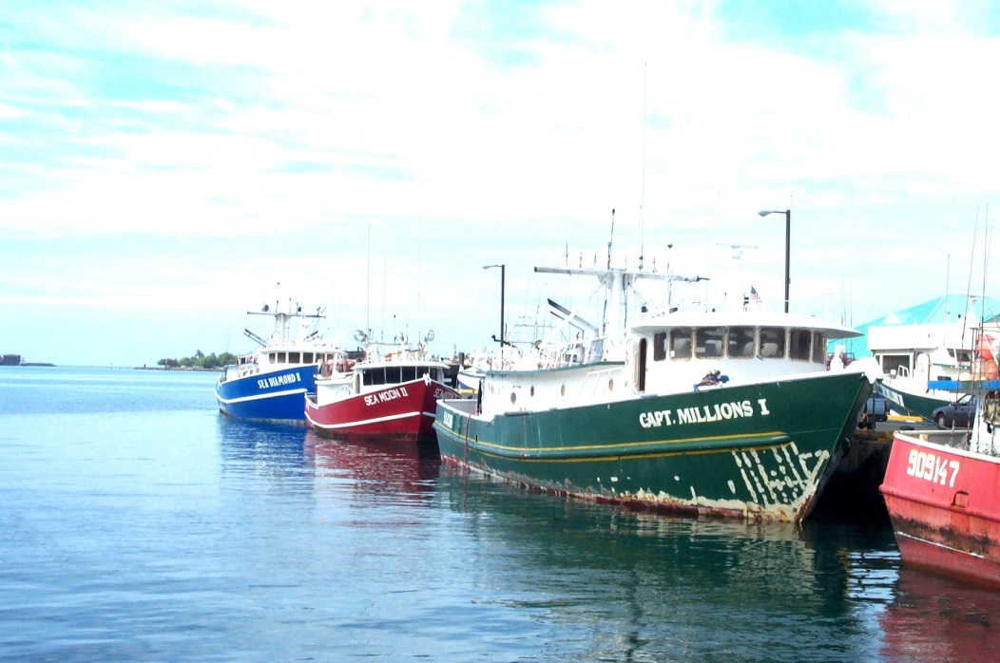 SEA DIAMOND II
SEA MOON II
CAPT. MILLIONS I
909147